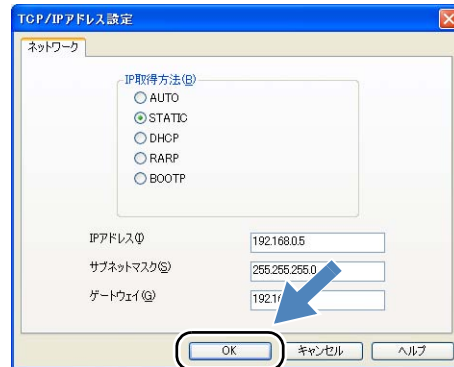 TCP/IPアドレス設定
ネットワーク
IP取得方法(B)
AUTO
STATIC
DHCP
RARP
BOOTP
IPアドレス(I) 192.168.0.5
サブネットマスク(S) 255.255.255.0
ゲートウェイ(G)
OK キャンセル ヘルプ